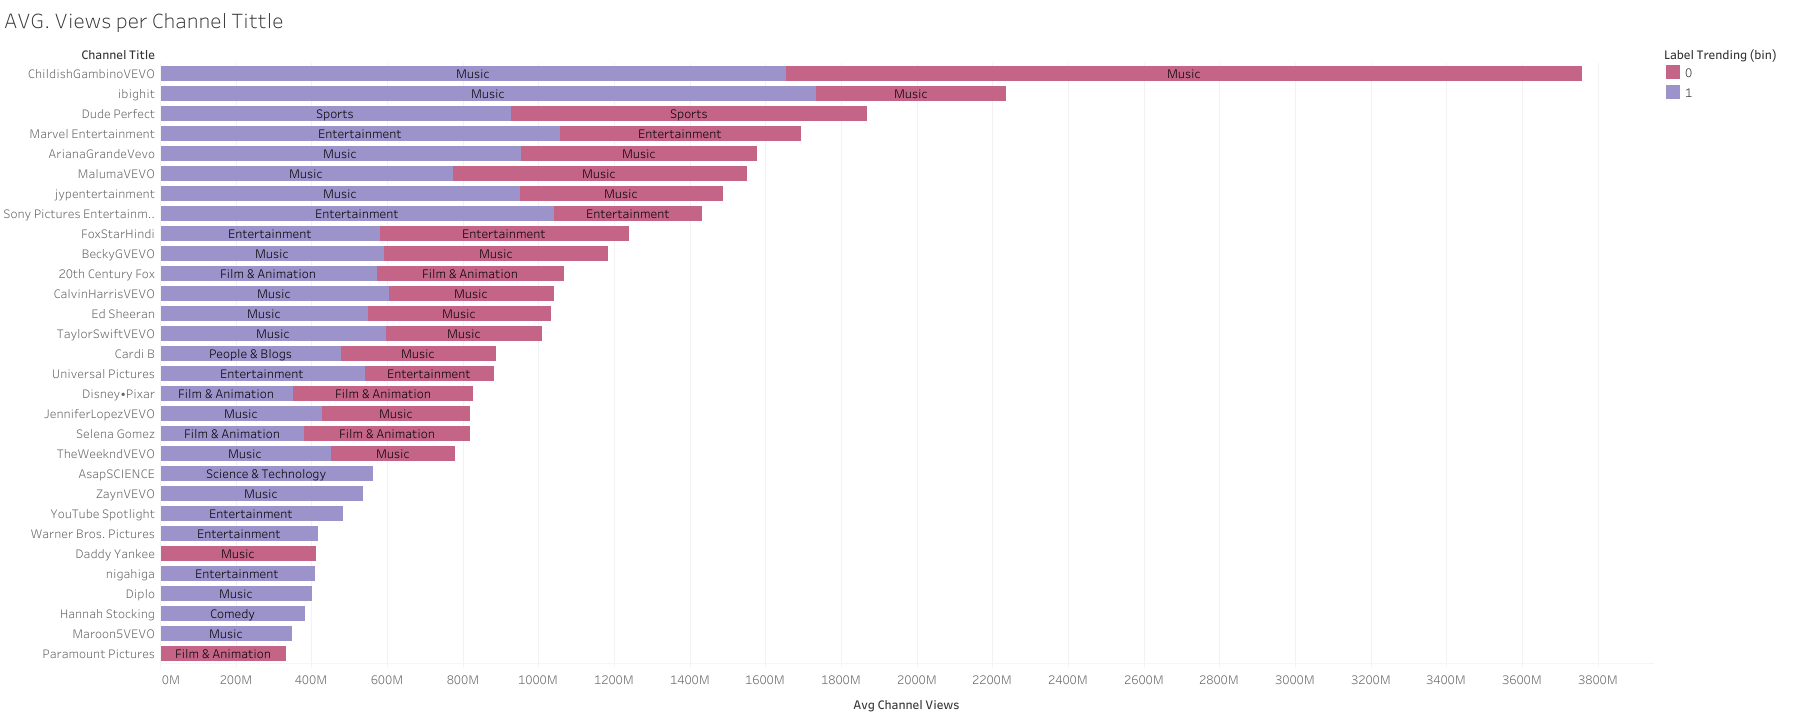 AVG. Views per Channel Tittle
Channel Title
Label Trending (bin)
0
1
ChildishGambinoVEVO Music Music
ibighit Music Music
Dude Perfect Sports Sports
Marvel Entertainment Entertainment Entertainment
ArianaGrandeVevo Music Music
MalumaVEVO Music Music
jypentertainment Music Music
Sony Pictures Entertainm.. Entertainment Entertainment
FoxStarHindi Entertainment Entertainment
BeckyGVEVO Music Music
20th Century Fox Film & Animation Film & Animation
CalvinHarrisVEVO Music Music
Ed Sheeran Music Music
TaylorSwiftVEVO Music Music
Cardi B People & Blogs Music
Universal Pictures Entertainment Entertainment
Disney•Pixar Film & Animation Film & Animation
JenniferLopezVEVO Music Music
Selena Gomez Film & Animation Film & Animation
TheWeekndVEVO Music Music
AsapSCIENCE Science & Technology
ZaynVEVO Music
YouTube Spotlight Entertainment
Warner Bros. Pictures Entertainment
Daddy Yankee Music
nigahiga Entertainment
Diplo Music
Hannah Stocking Comedy
Maroon5VEVO Music
Paramount Pictures Film & Animation
0M 200M 400M 600M 800M 1000M 1200M 1400M 1600M 1800M 2000M 2200M 2400M 2600M 2800M 3000M 3200M 3400M 3600M 3800M
Avg Channel Views